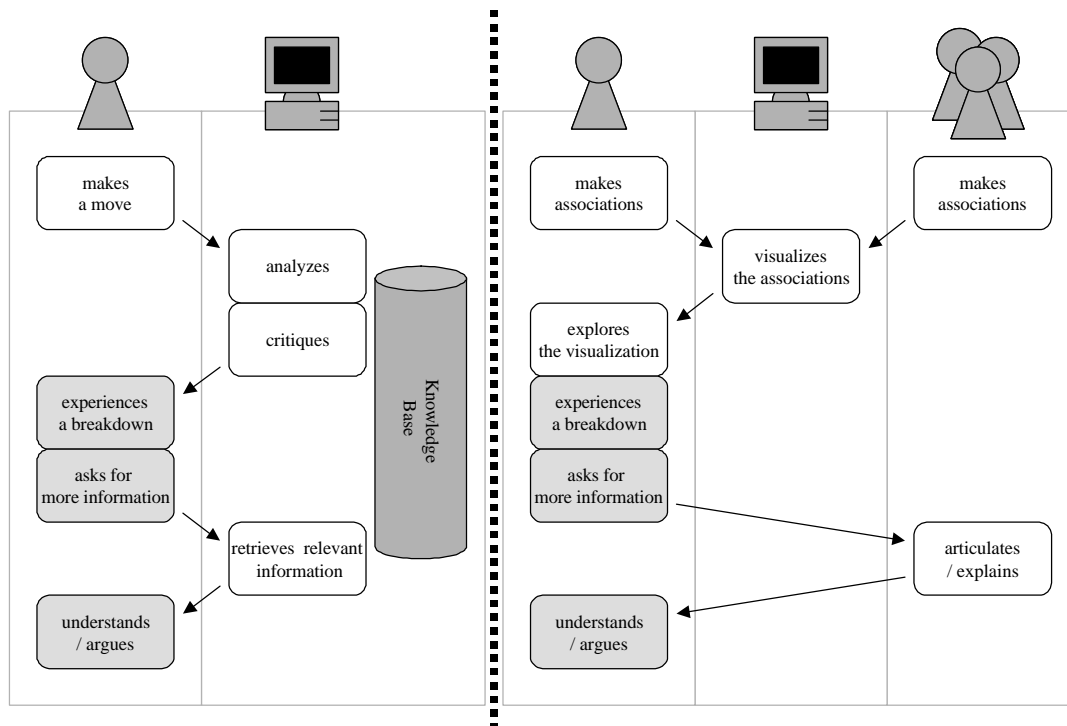 makes
a move
analyzes
critiques
Knowledge
Base
experiences
a breakdown
asks for
more information
retrieves relevant
information
understands
/ argues
makes
associations
makes
associations
visualizes
the associations
explores
the visualization
experiences
a breakdown
asks for
more information
articulates
/ explains
understands
/ argues